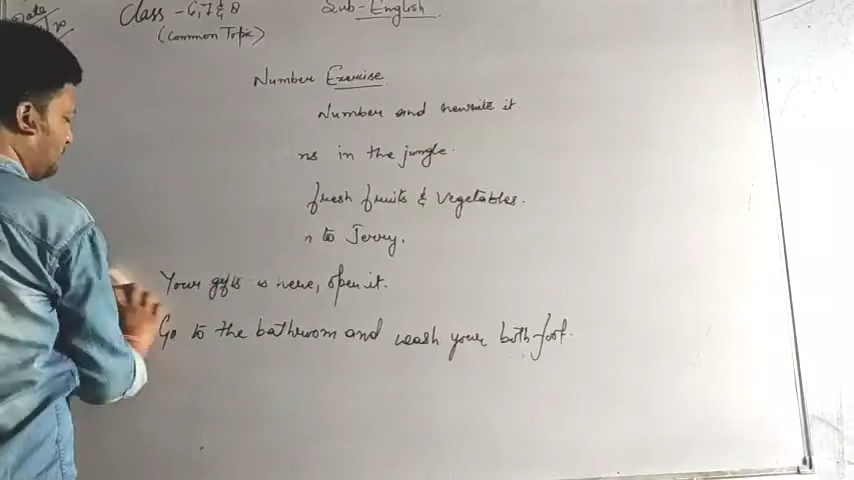 Date
Class - 6, 7 & 8
Sub - English
(Common Topic)
Number Exercise
Number and rewrite it
ns in the jungle.
fresh fruits & Vegetables.
n to Jerry.
Your gifts is here, open it.
Go to the bathroom and wash your both foot.